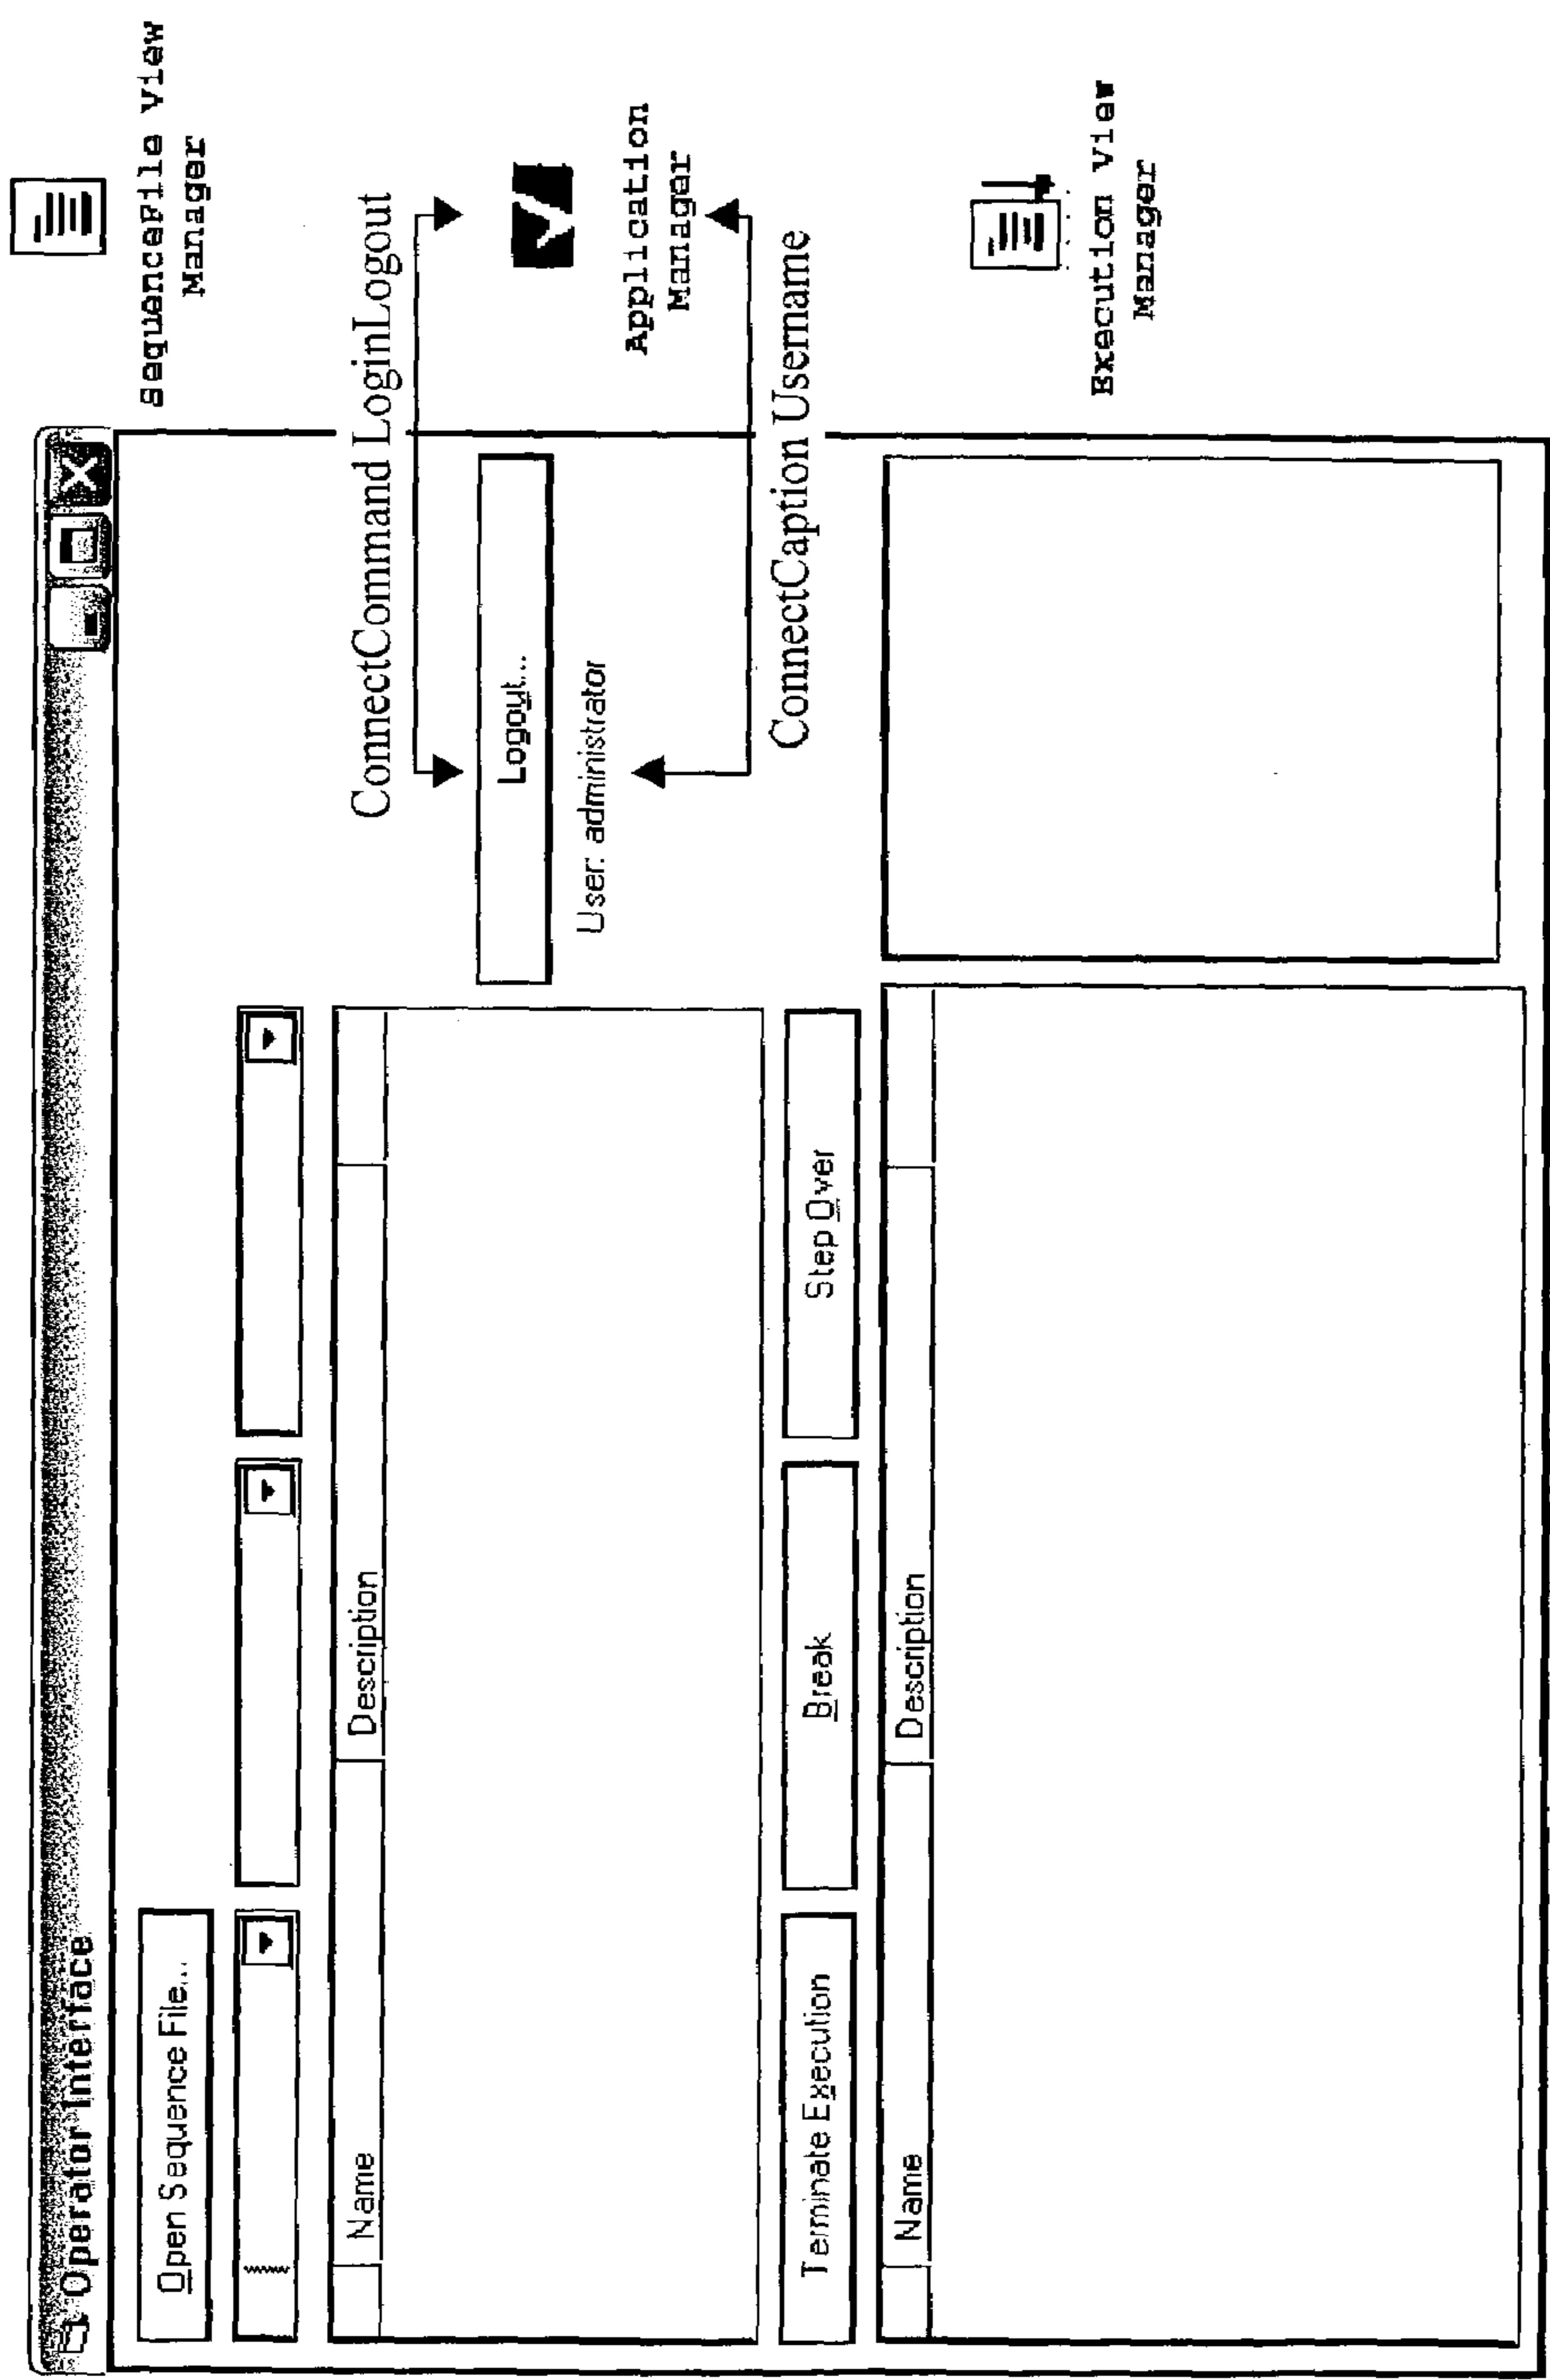 Operator Interface
Open Sequence File...
SequenceFile View
Manager
ConnectCommand LoginLogout
Name
Description
Logout...
User: administrator
Application
Manager
ConnectCaption Username
Terminate Execution
Break
Step Over
Name
Description
Execution View
Manager